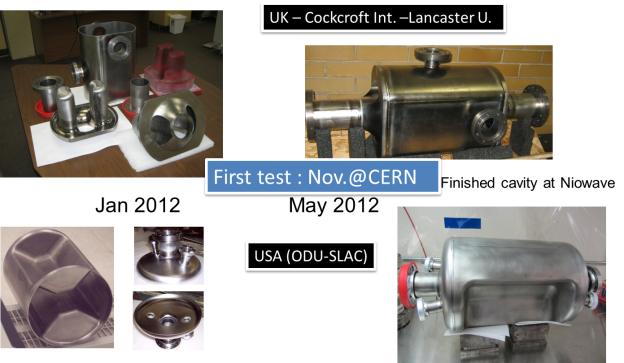 UK – Cockcroft Int. –Lancaster U.
First test : Nov.@CERN
Finished cavity at Niowave
Jan 2012
May 2012
USA (ODU-SLAC)